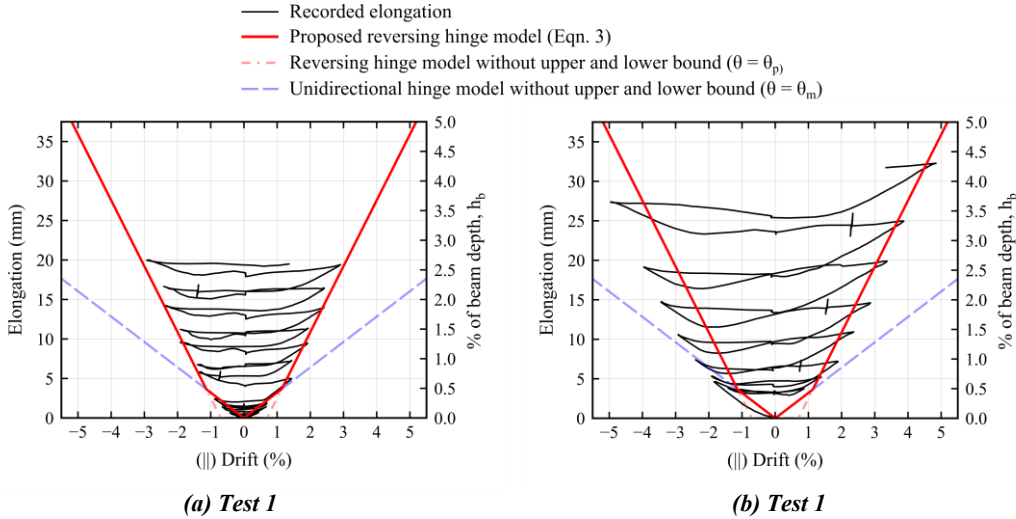 Recorded elongation
Proposed reversing hinge model (Eqn. 3)
Reversing hinge model without upper and lower bound (θ = θp)
Unidirectional hinge model without upper and lower bound (θ = θm)
35
30
25
20
15
10
5
0
Elongation (mm)
5.0
4.5
4.0
3.5
3.0
2.5
2.0
1.5
1.0
0.5
0.0
% of beam depth, hb
−5 −4 −3 −2 −1 0 1 2 3 4 5
(||) Drift (%)
(a) Test 1
35
30
25
20
15
10
5
0
Elongation (mm)
5.0
4.5
4.0
3.5
3.0
2.5
2.0
1.5
1.0
0.5
0.0
% of beam depth, hb
−5 −4 −3 −2 −1 0 1 2 3 4 5
(||) Drift (%)
(b) Test 1